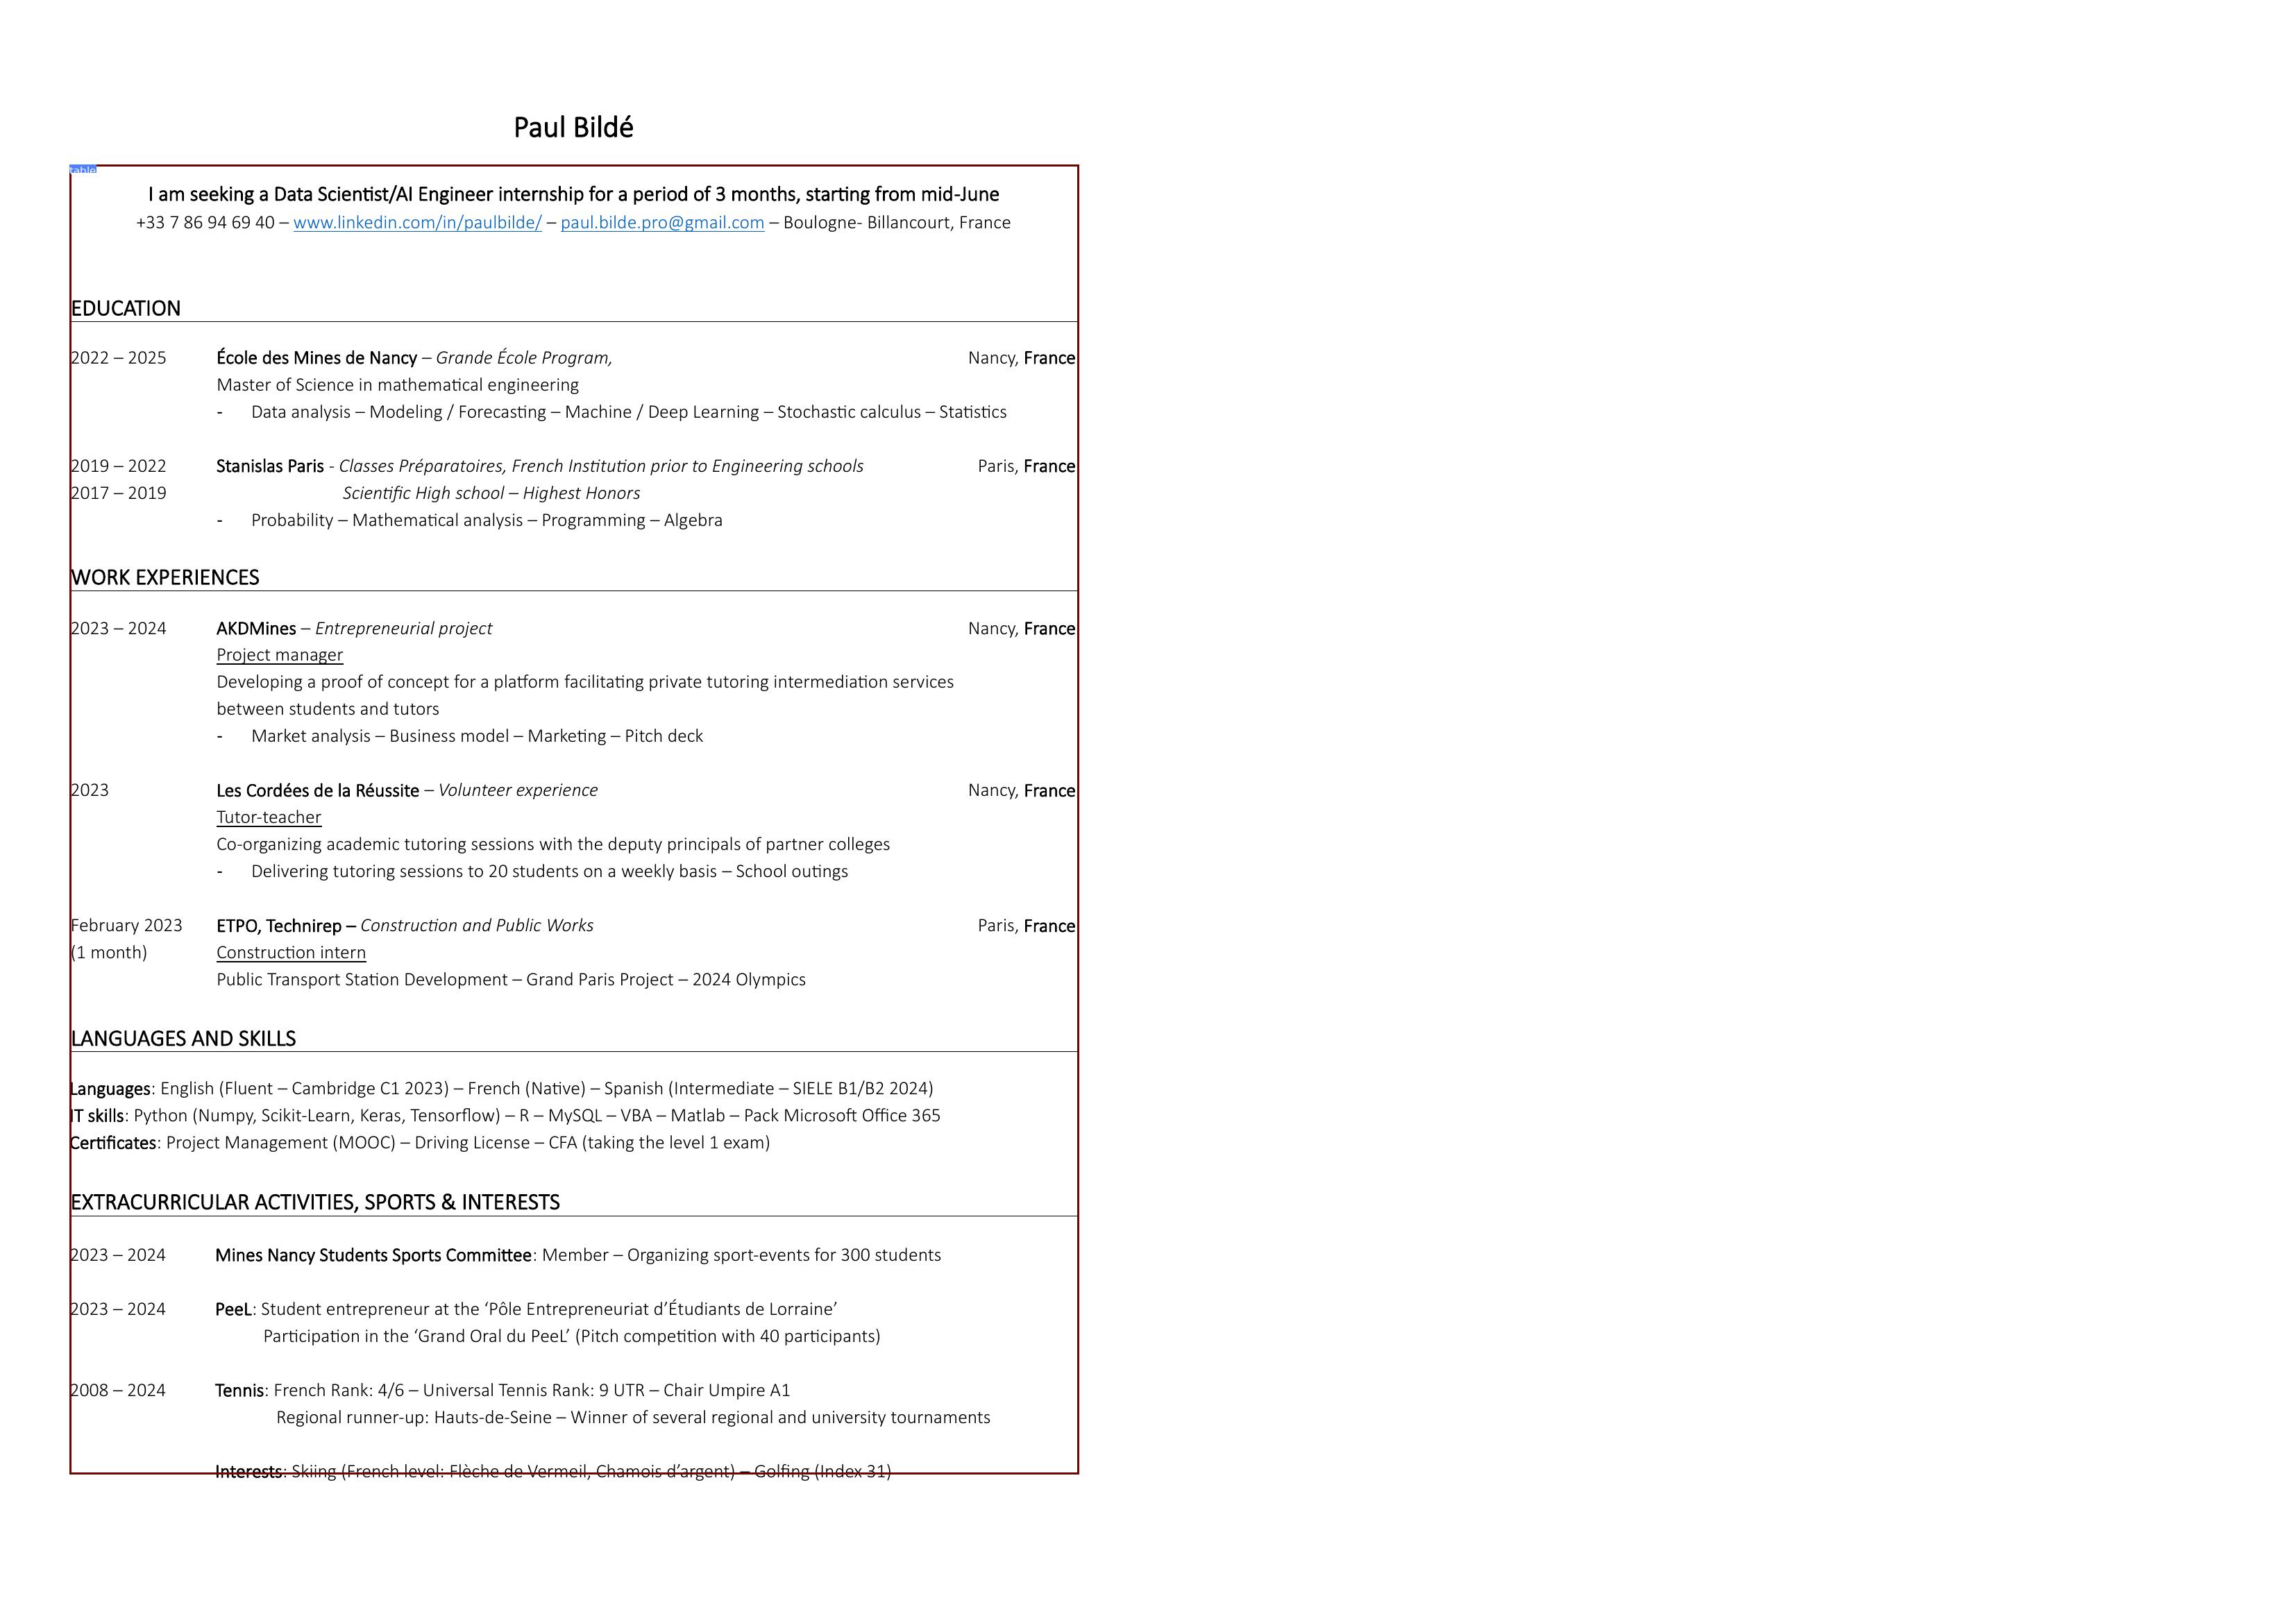 Paul Bildé
table
I am seeking a Data Scientist/AI Engineer internship for a period of 3 months, starting from mid-June
+33 7 86 94 69 40 – www.linkedin.com/in/paulbilde/ – paul.bilde.pro@gmail.com – Boulogne- Billancourt, France
EDUCATION
2022 – 2025 École des Mines de Nancy – Grande École Program, Nancy, France
Master of Science in mathematical engineering
- Data analysis – Modeling / Forecasting – Machine / Deep Learning – Stochastic calculus – Statistics
2019 – 2022 Stanislas Paris - Classes Préparatoires, French Institution prior to Engineering schools Paris, France
2017 – 2019 Scientific High school – Highest Honors
- Probability – Mathematical analysis – Programming – Algebra
WORK EXPERIENCES
2023 – 2024 AKDMines – Entrepreneurial project Nancy, France
Project manager
Developing a proof of concept for a platform facilitating private tutoring intermediation services
between students and tutors
- Market analysis – Business model – Marketing – Pitch deck
2023 Les Cordées de la Réussite – Volunteer experience Nancy, France
Tutor-teacher
Co-organizing academic tutoring sessions with the deputy principals of partner colleges
- Delivering tutoring sessions to 20 students on a weekly basis – School outings
February 2023 ETPO, Technirep – Construction and Public Works Paris, France
(1 month) Construction intern
Public Transport Station Development – Grand Paris Project – 2024 Olympics
LANGUAGES AND SKILLS
Languages: English (Fluent – Cambridge C1 2023) – French (Native) – Spanish (Intermediate – SIELE B1/B2 2024)
IT skills: Python (Numpy, Scikit-Learn, Keras, Tensorflow) – R – MySQL – VBA – Matlab – Pack Microsoft Office 365
Certificates: Project Management (MOOC) – Driving License – CFA (taking the level 1 exam)
EXTRACURRICULAR ACTIVITIES, SPORTS & INTERESTS
2023 – 2024 Mines Nancy Students Sports Committee: Member – Organizing sport-events for 300 students
2023 – 2024 PeeL: Student entrepreneur at the ‘Pôle Entrepreneuriat d’Étudiants de Lorraine’
Participation in the ‘Grand Oral du PeeL’ (Pitch competition with 40 participants)
2008 – 2024 Tennis: French Rank: 4/6 – Universal Tennis Rank: 9 UTR – Chair Umpire A1
Regional runner-up: Hauts-de-Seine – Winner of several regional and university tournaments
Interests: Skiing (French level: Flèche de Vermeil, Chamois d’argent) – Golfing (Index 31)